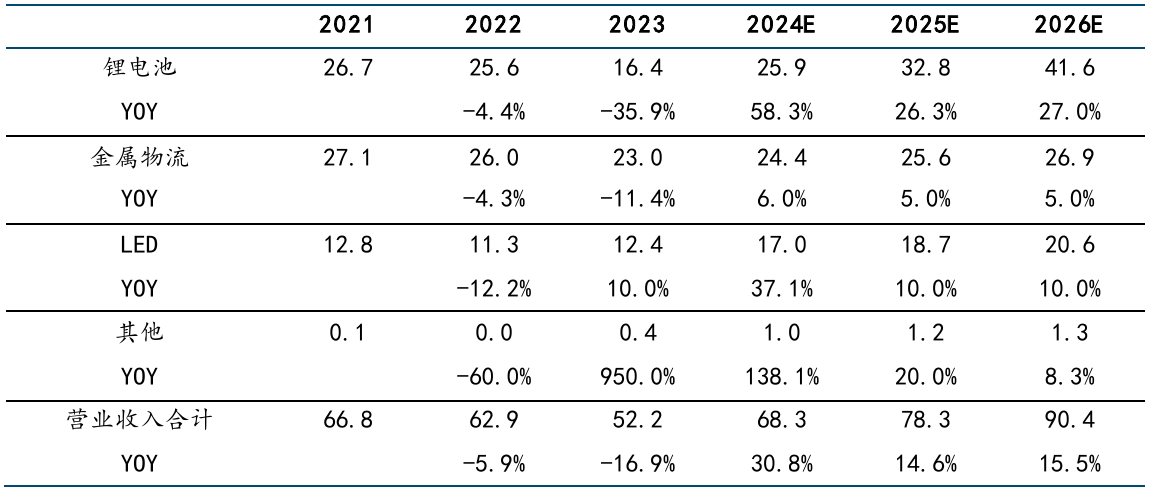 2021 2022 2023 2024E 2025E 2026E
锂电池 26.7 25.6 16.4 25.9 32.8 41.6
YOY -4.4% -35.9% 58.3% 26.3% 27.0%
金属物流 27.1 26.0 23.0 24.4 25.6 26.9
YOY -4.3% -11.4% 6.0% 5.0% 5.0%
LED 12.8 11.3 12.4 17.0 18.7 20.6
YOY -12.2% 10.0% 37.1% 10.0% 10.0%
其他 0.1 0.0 0.4 1.0 1.2 1.3
YOY -60.0% 950.0% 138.1% 20.0% 8.3%
营业收入合计 66.8 62.9 52.2 68.3 78.3 90.4
YOY -5.9% -16.9% 30.8% 14.6% 15.5%